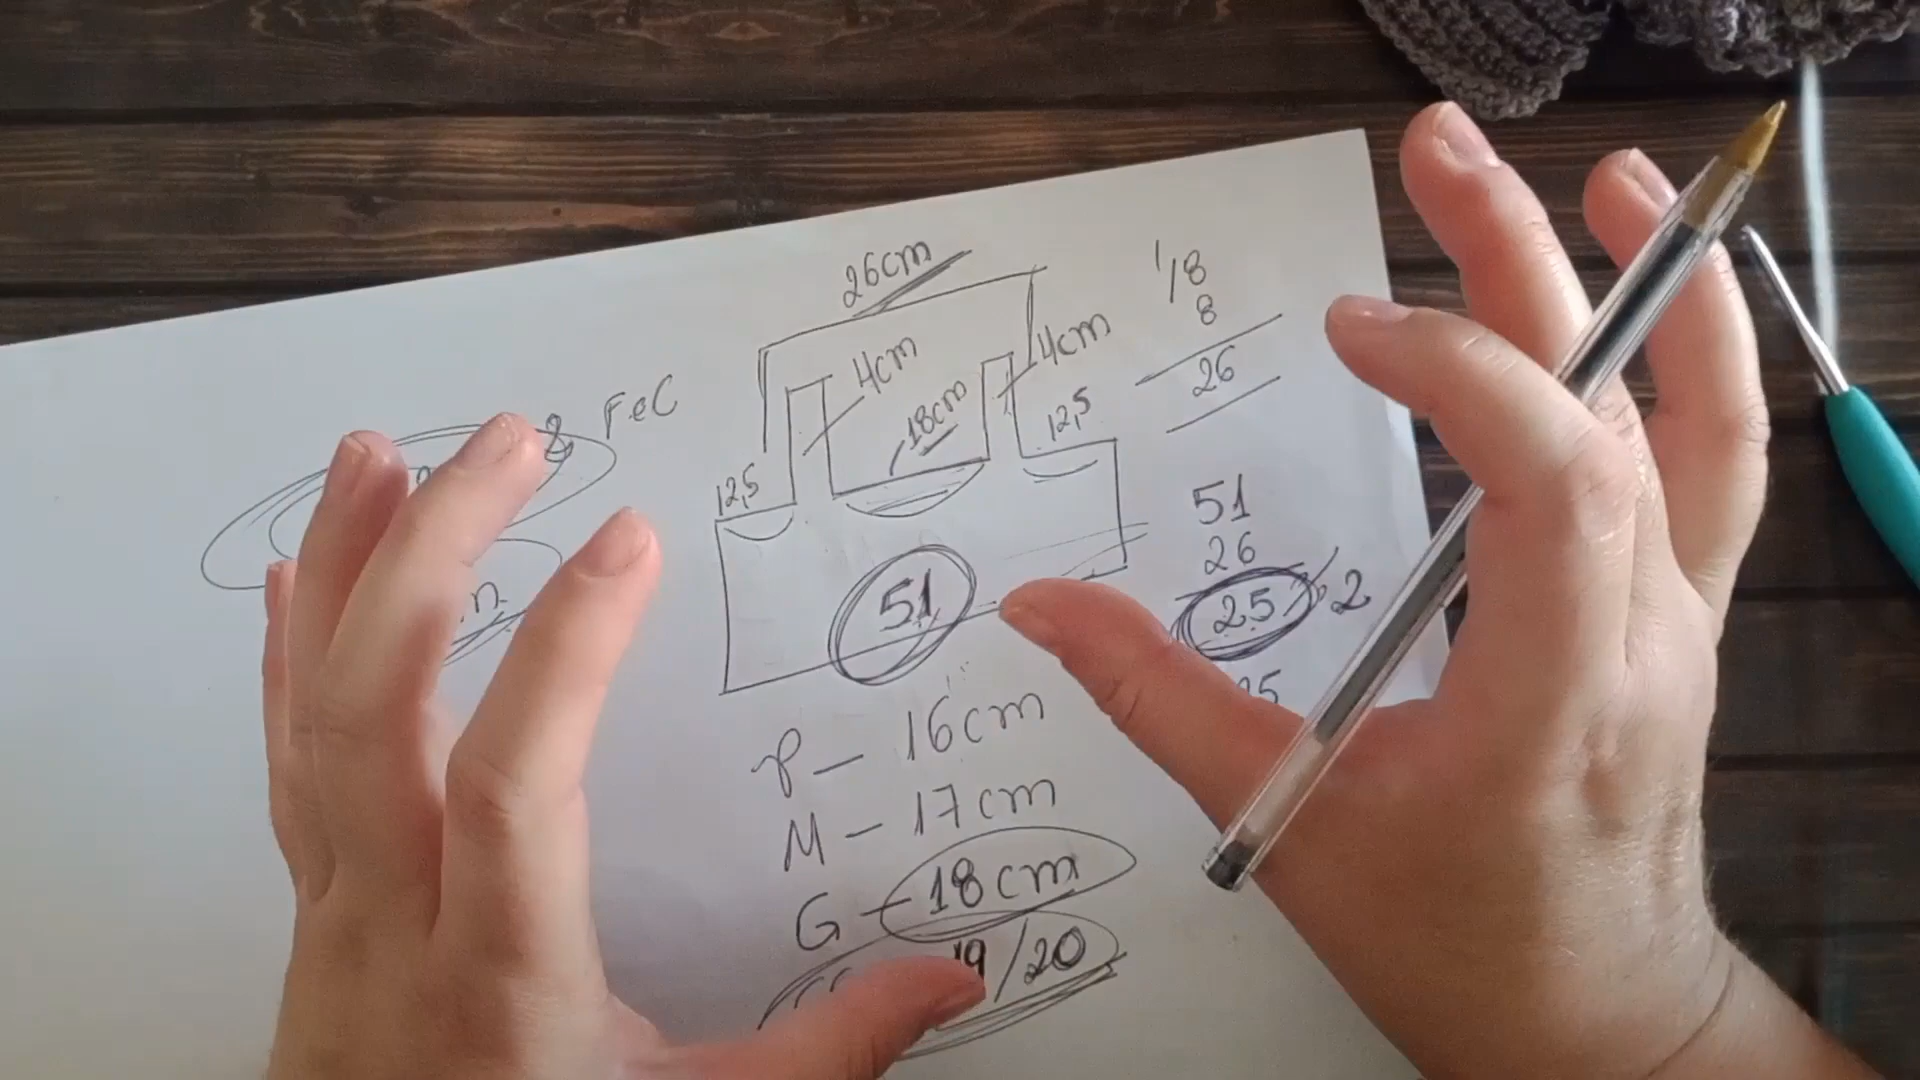 26cm
4cm
4cm
18cm
12,5
12,5
51
P – 16cm
M – 17cm
G – 18cm
19/20
& FeC
18
8
26
51
26
25 2